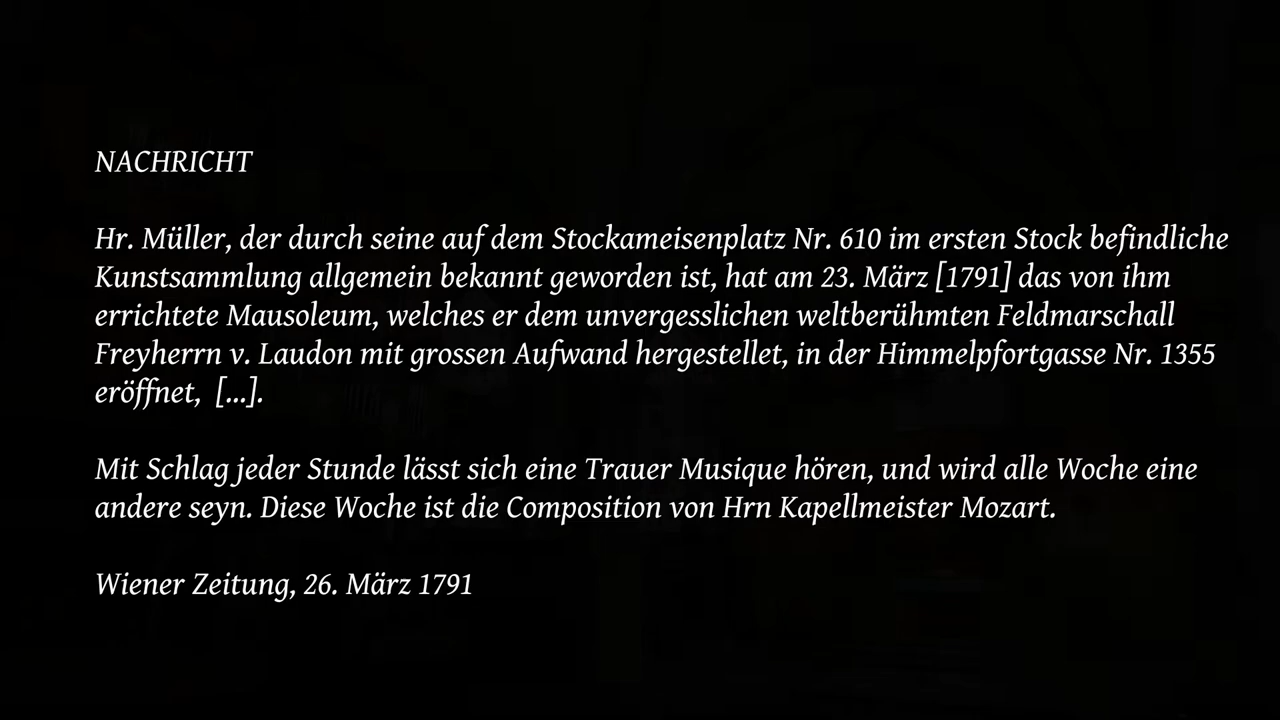 NACHRICHT
Hr. Müller, der durch seine auf dem Stockameisenplatz Nr. 610 im ersten Stock befindliche
Kunstsammlung allgemein bekannt geworden ist, hat am 23. März [1791] das von ihm
errichtete Mausoleum, welches er dem unvergesslichen weltberühmten Feldmarschall
Freyherrn v. Laudon mit grossen Aufwand hergestellet, in der Himmelpfortgasse Nr. 1355
eröffnet, [...].
Mit Schlag jeder Stunde lässt sich eine Trauer Musique hören, und wird alle Woche eine
andere seyn. Diese Woche ist die Composition von Hrn Kapellmeister Mozart.
Wiener Zeitung, 26. März 1791